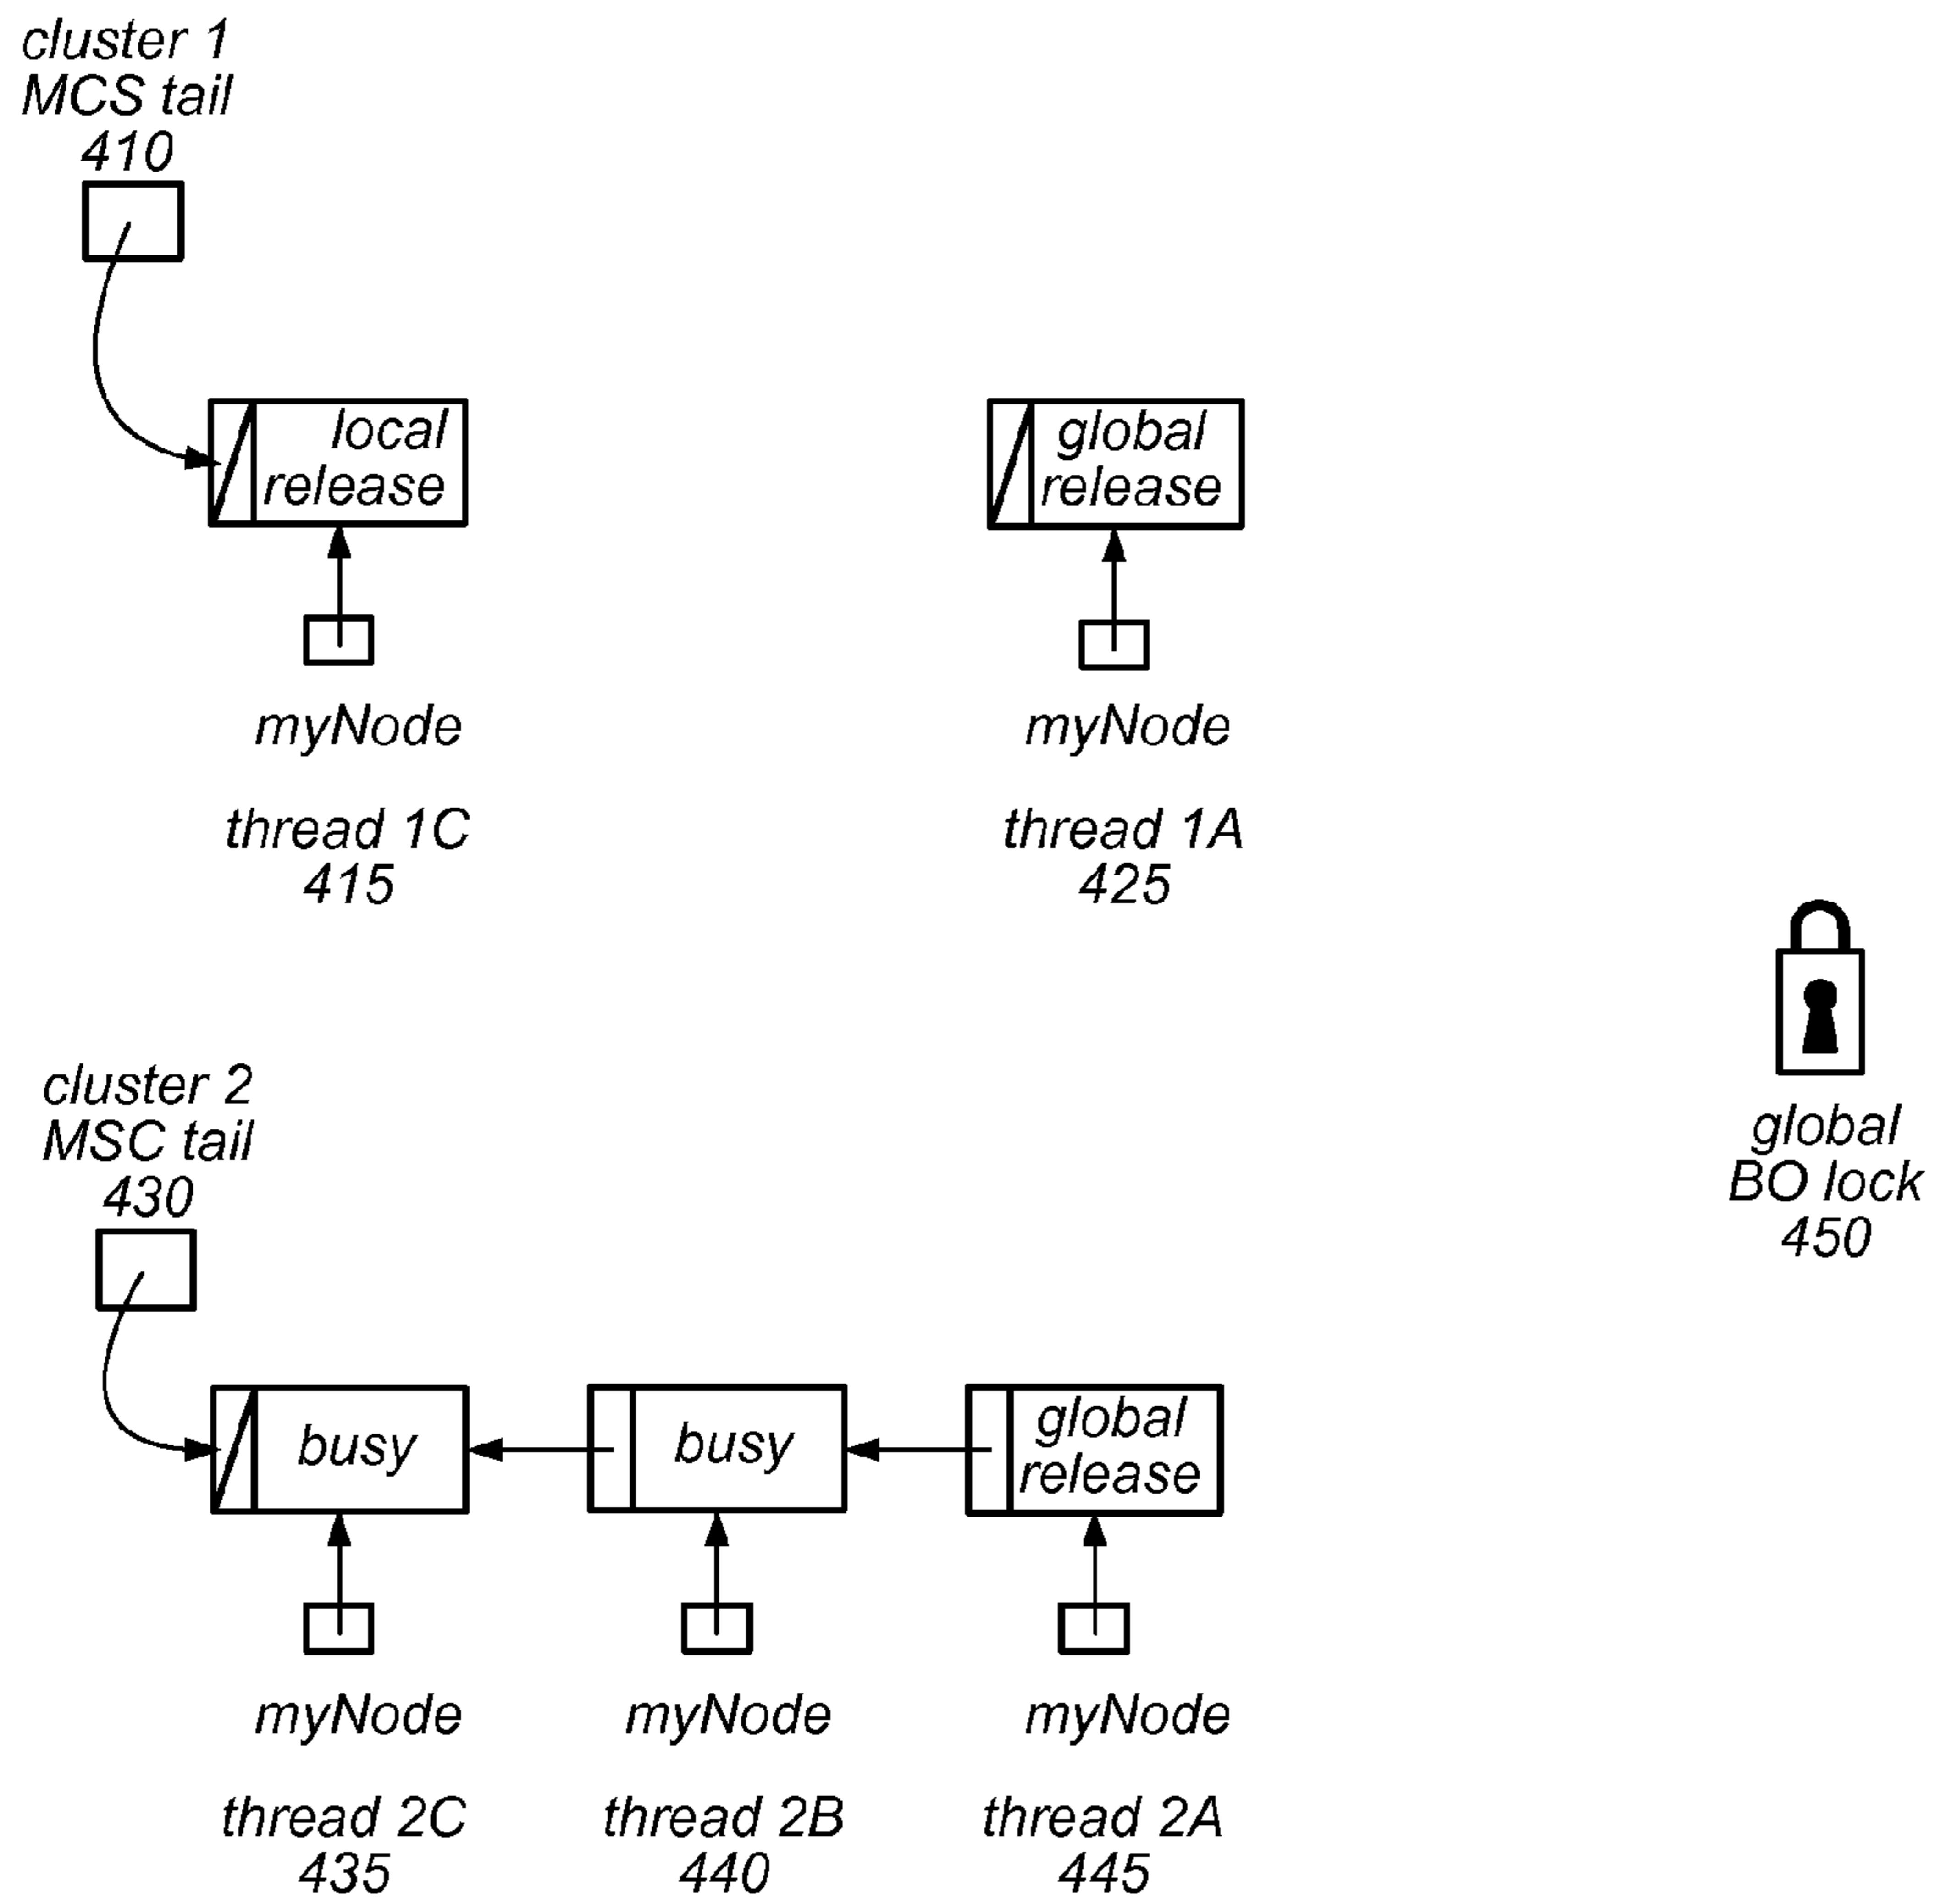 cluster 1
MCS tail
410
local
release
global
release
myNode
myNode
thread 1C
415
thread 1A
425
global
BO lock
450
cluster 2
MSC tail
430
busy
busy
global
release
myNode
myNode
myNode
thread 2C
435
thread 2B
440
thread 2A
445